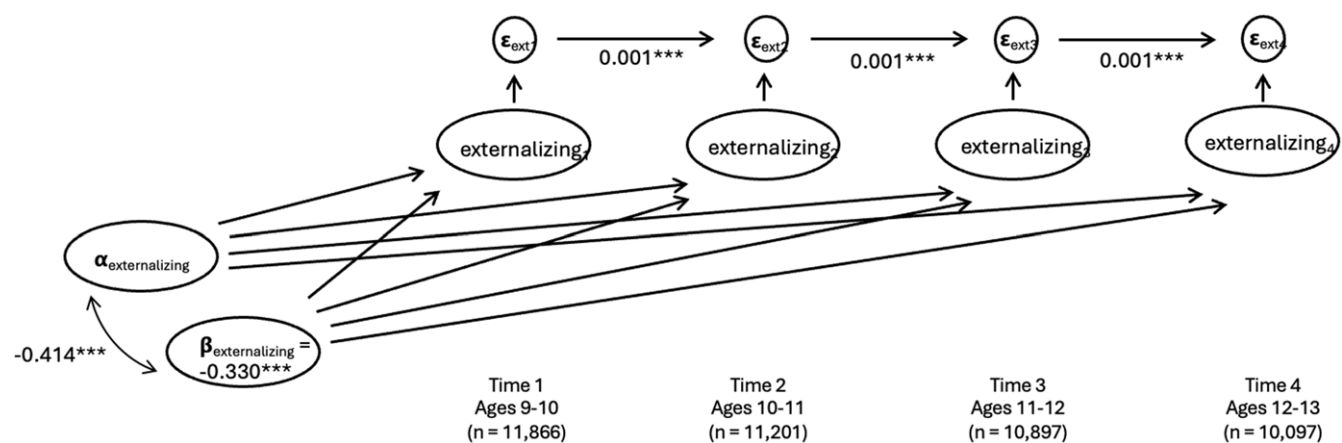 εext1
εext2
εext3
εext4
0.001***
0.001***
0.001***
externalizing1
externalizing2
externalizing3
externalizing4
αexternalizing
-0.414***
βexternalizing =
-0.330***
Time 1
Ages 9-10
(n = 11,866)
Time 2
Ages 10-11
(n = 11,201)
Time 3
Ages 11-12
(n = 10,897)
Time 4
Ages 12-13
(n = 10,097)